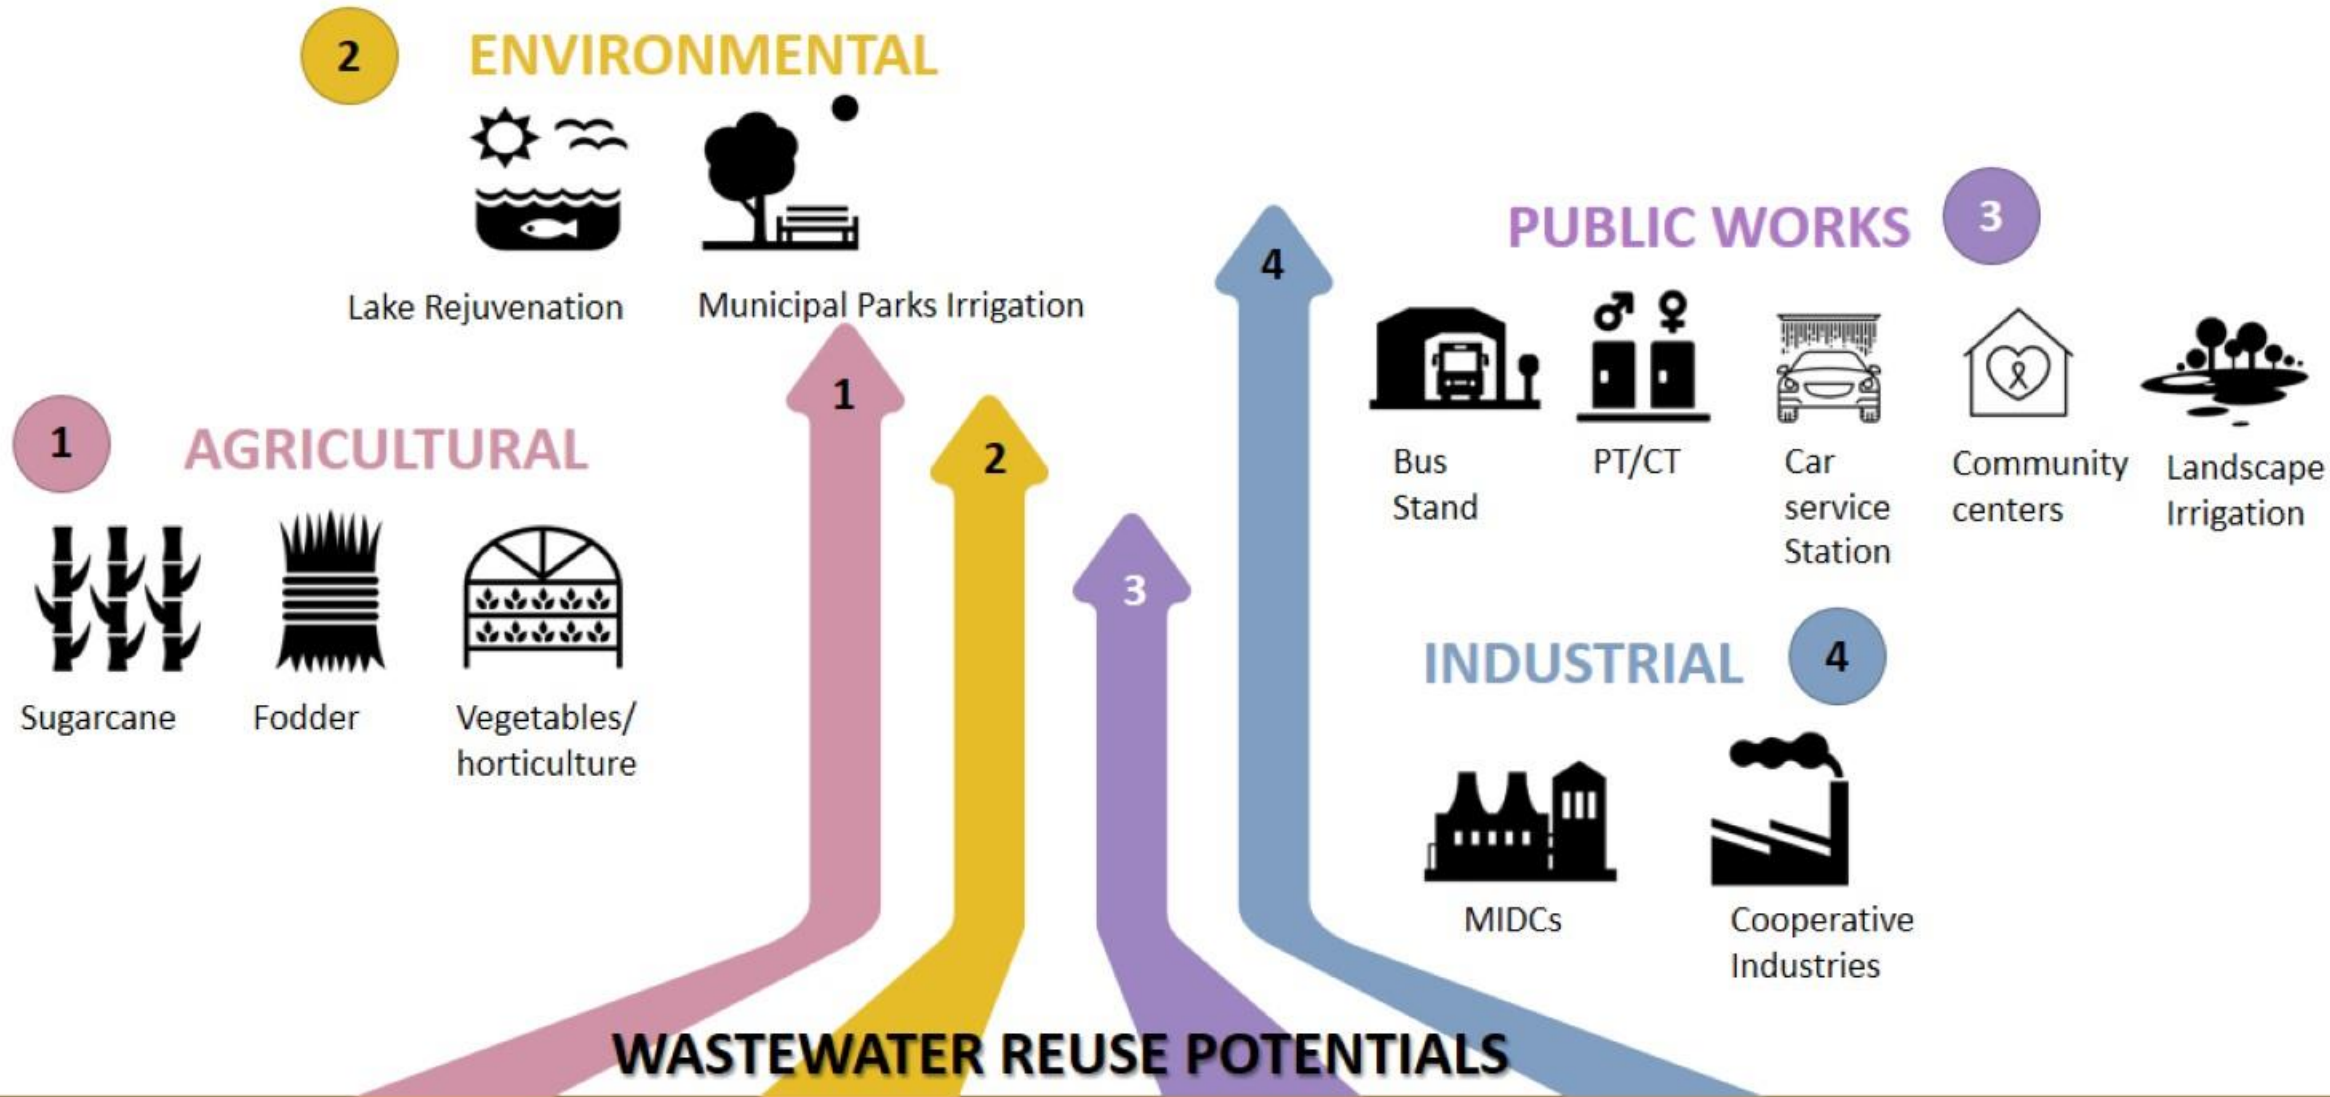 2
ENVIRONMENTAL
Lake Rejuvenation
Municipal Parks Irrigation
1
AGRICULTURAL
Sugarcane
Fodder
Vegetables/
horticulture
1
2
3
4
PUBLIC WORKS
3
Bus
Stand
PT/CT
Car
service
Station
Community
centers
Landscape
Irrigation
INDUSTRIAL
4
MIDCs
Cooperative
Industries
WASTEWATER REUSE POTENTIALS